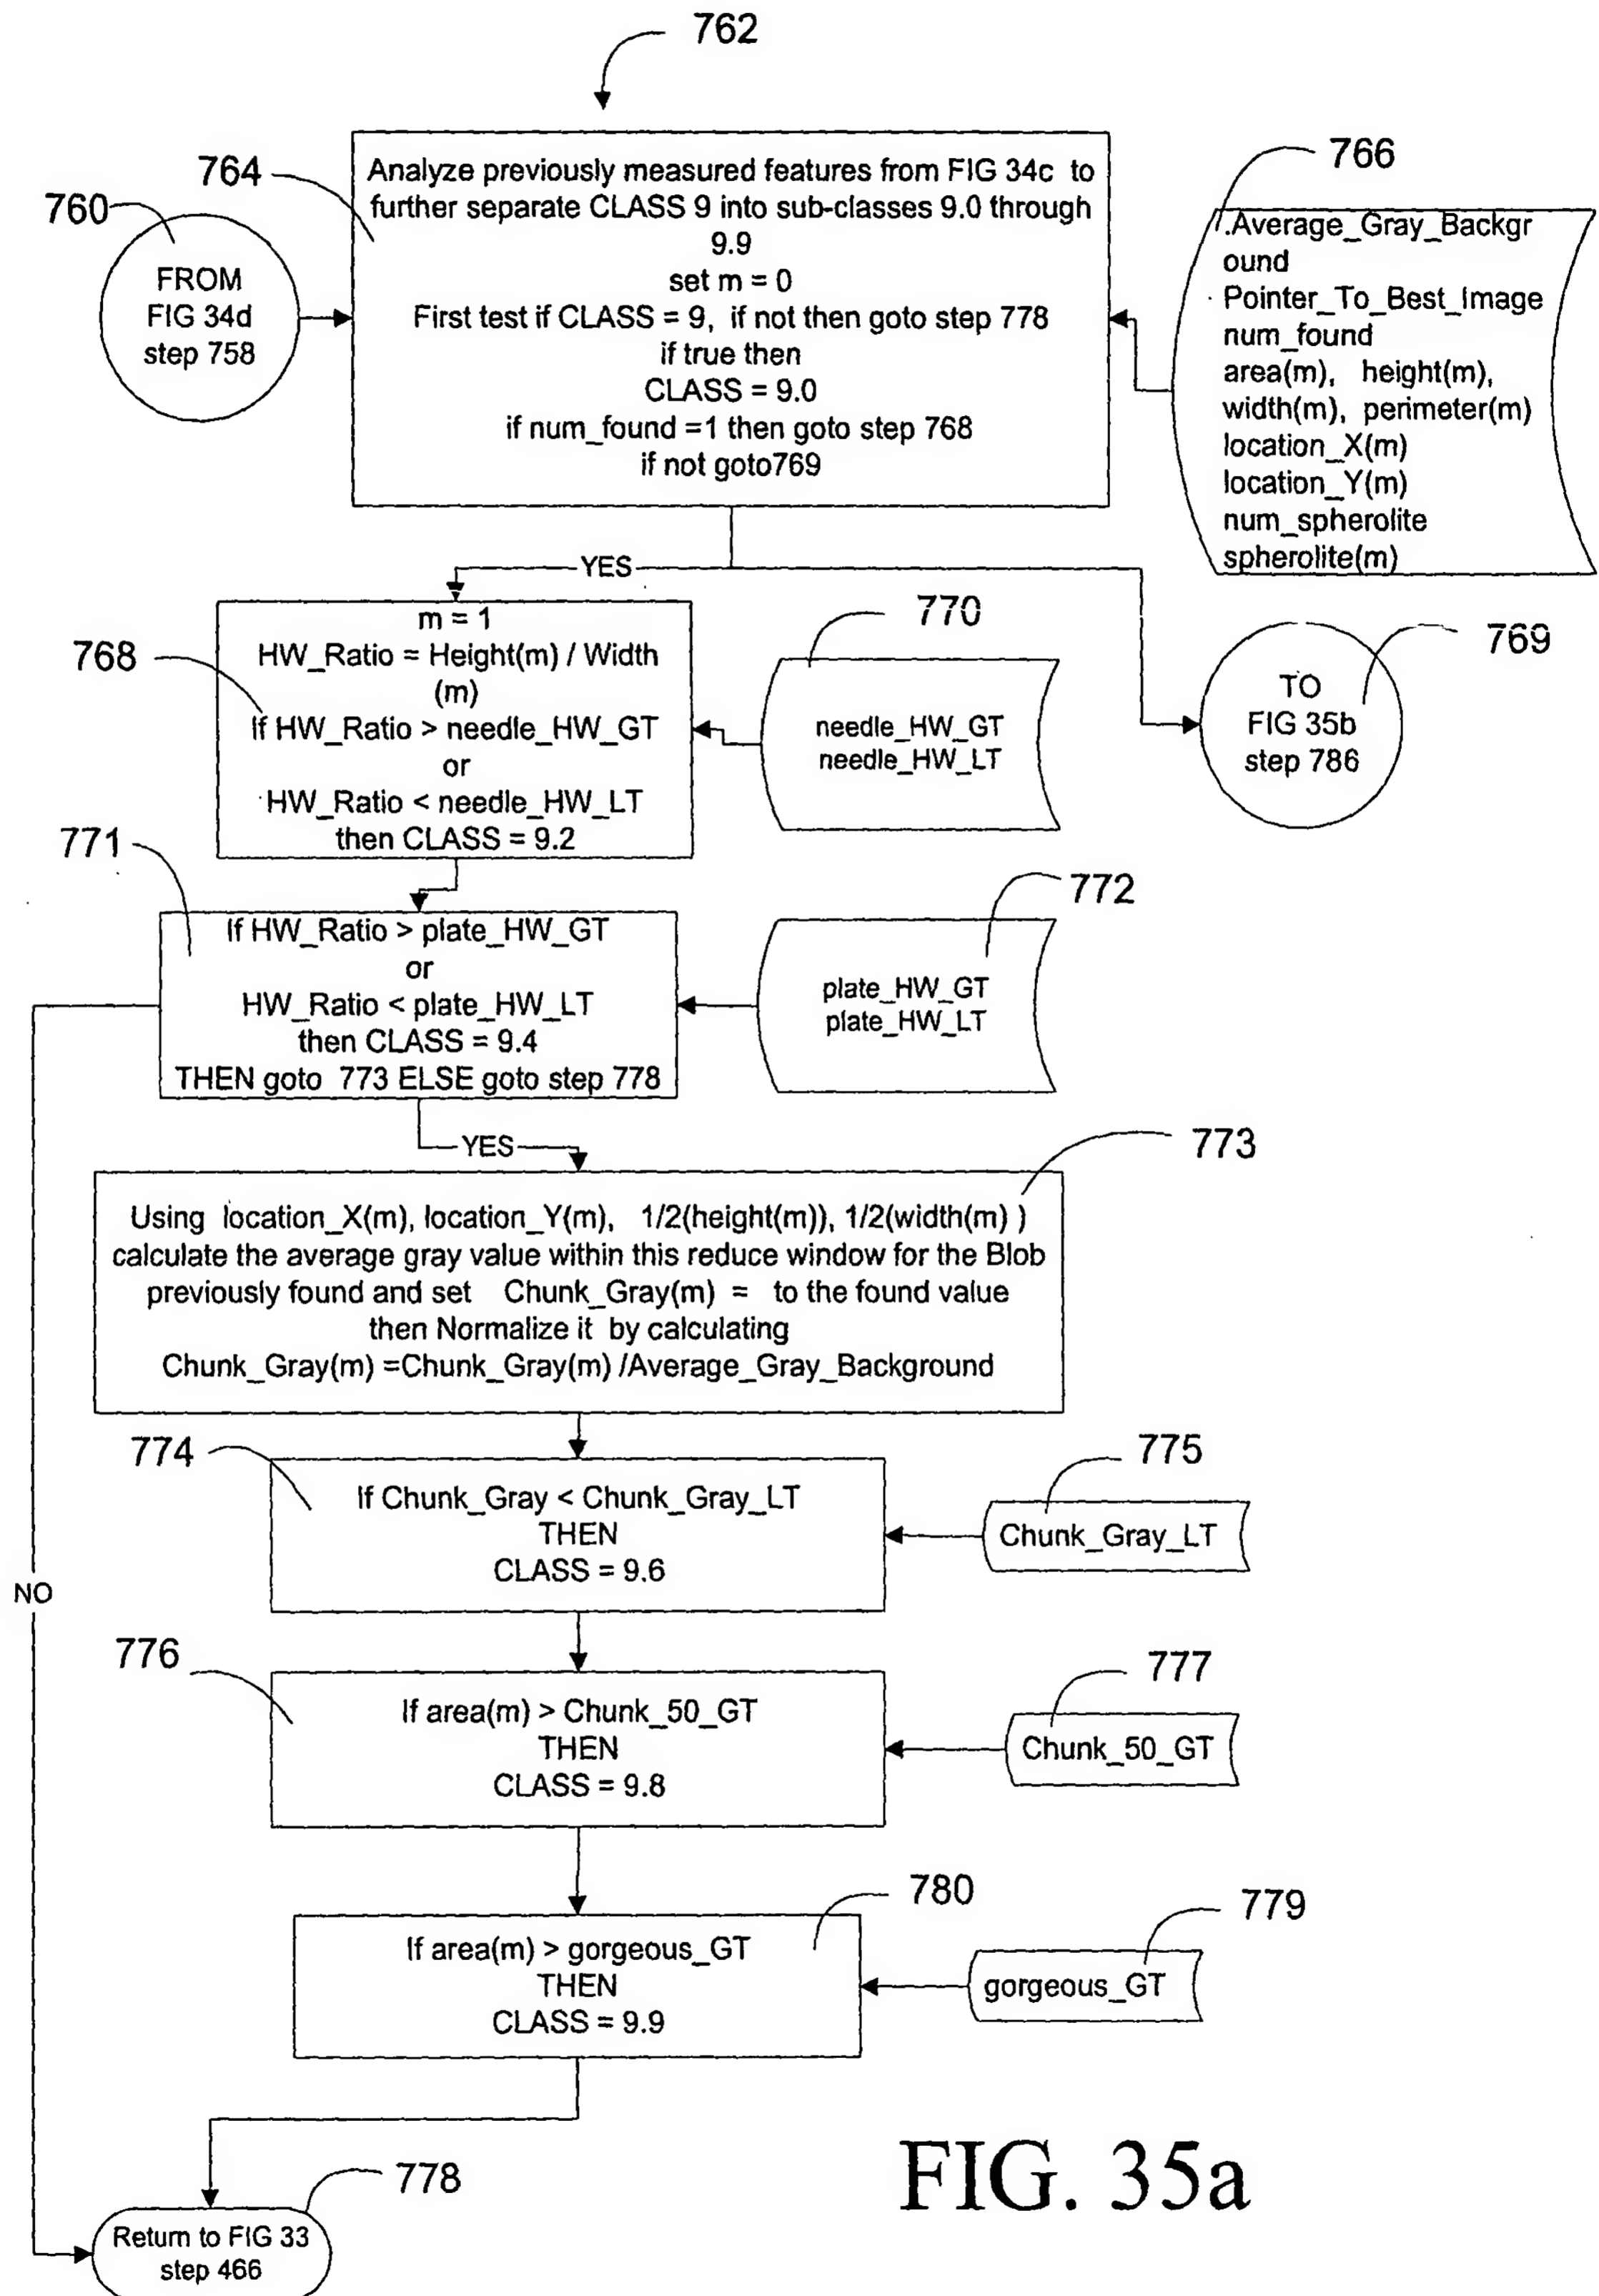 762
764
Analyze previously measured features from FIG 34c to
further separate CLASS 9 into sub-classes 9.0 through
9.9
set m = 0
First test if CLASS = 9, if not then goto step 778
if true then
CLASS = 9.0
if num_found =1 then goto step 768
if not goto769
760
FROM
FIG 34d
step 758
766
.Average_Gray_Backgr
ound
Pointer_To_Best_Image
num_found
area(m), height(m),
width(m), perimeter(m)
location_X(m)
location_Y(m)
num_spherolite
spherolite(m)
YES
768
m = 1
HW_Ratio = Height(m) / Width
(m)
If HW_Ratio > needle_HW_GT
or
HW_Ratio < needle_HW_LT
then CLASS = 9.2
770
needle_HW_GT
needle_HW_LT
769
TO
FIG 35b
step 786
771
If HW_Ratio > plate_HW_GT
or
HW_Ratio < plate_HW_LT
then CLASS = 9.4
THEN goto 773 ELSE goto step 778
772
plate_HW_GT
plate_HW_LT
YES
773
Using location_X(m), location_Y(m), 1/2(height(m)), 1/2(width(m) )
calculate the average gray value within this reduce window for the Blob
previously found and set Chunk_Gray(m) = to the found value
then Normalize it by calculating
Chunk_Gray(m) =Chunk_Gray(m) /Average_Gray_Background
774
If Chunk_Gray < Chunk_Gray_LT
THEN
CLASS = 9.6
775
Chunk_Gray_LT
NO
776
If area(m) > Chunk_50_GT
THEN
CLASS = 9.8
777
Chunk_50_GT
780
If area(m) > gorgeous_GT
THEN
CLASS = 9.9
779
gorgeous_GT
778
Return to FIG 33
step 466
FIG. 35a